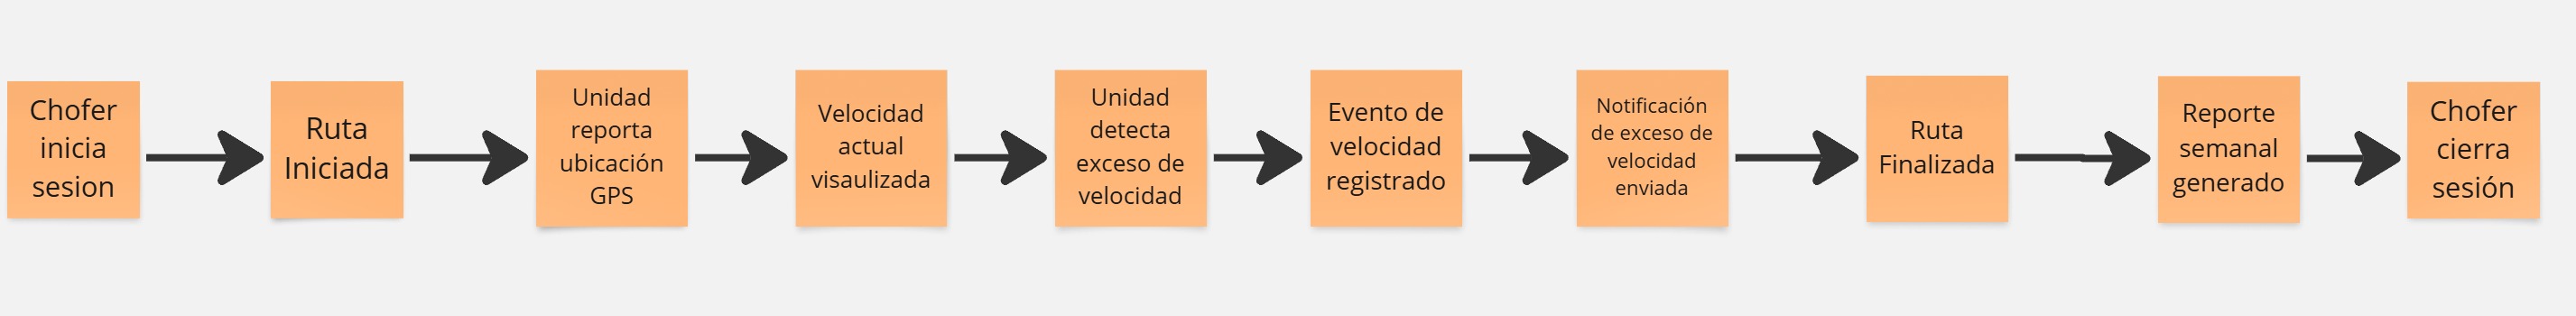 Chofer
inicia
sesion
Ruta
Iniciada
Unidad
reporta
ubicación
GPS
Velocidad
actual
visaulizada
Unidad
detecta
exceso de
velocidad
Evento de
velocidad
registrado
Notificación
de exceso de
velocidad
enviada
Ruta
Finalizada
Reporte
semanal
generado
Chofer
cierra
sesión